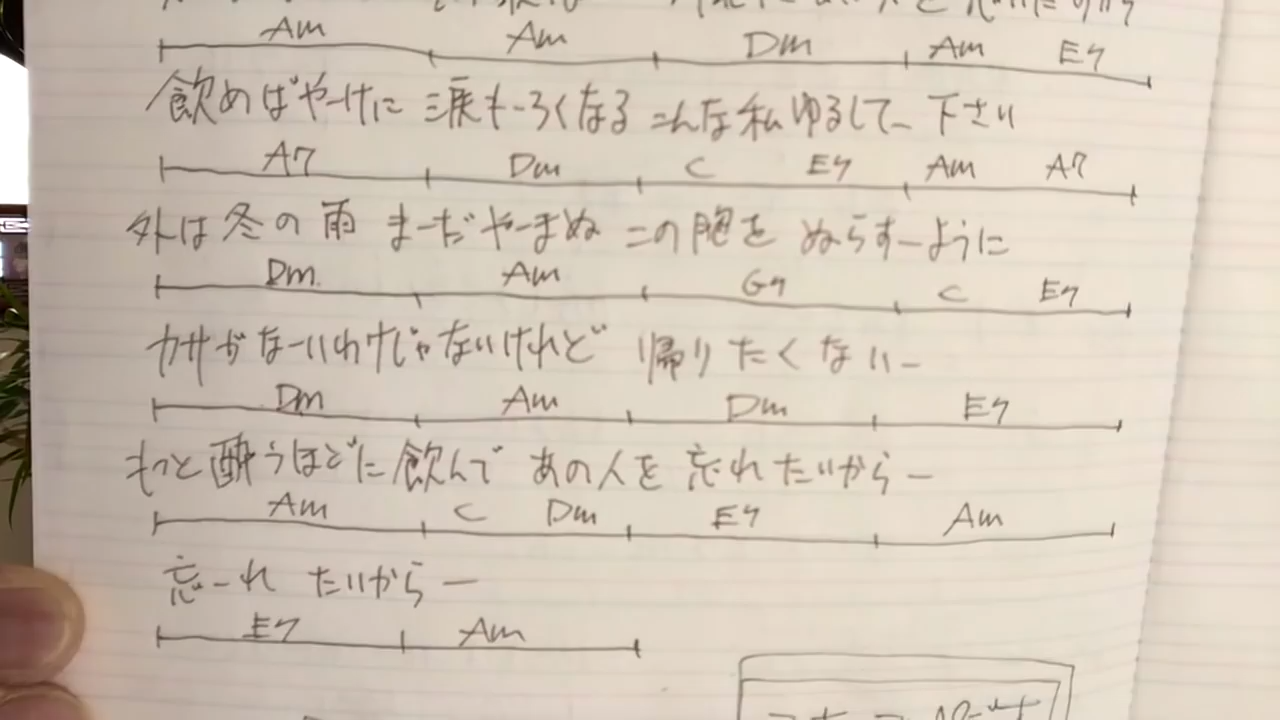 Am Am Dm Am E7
飲めばやーけに 涙もーろくなる こんな私 ゆるしてー 下さい
A7 Dm C E7 Am A7
外は冬の雨 まーだやーまぬ この胸を ぬらすーように
Dm Am G7 C E7
カサがなーいわけじゃないけれど 帰りたくないー
Dm Am Dm E7
もっと酔うほどに飲んで あの人を 忘れたいからー
Am C Dm E7 Am
忘ーれ たいからー
E7 Am